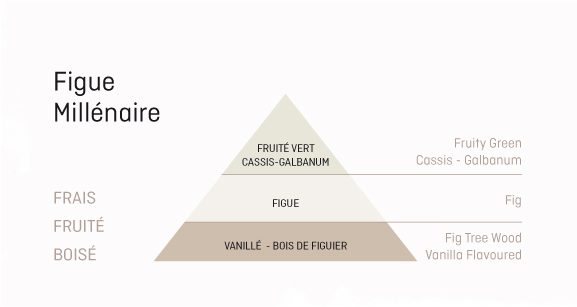 Figue
Millénaire
FRAIS
FRUITÉ
BOISÉ
FRUITÉ VERT
CASSIS-GALBANUM
FIGUE
VANILLÉ - BOIS DE FIGUIER
Fruity Green
Cassis - Galbanum
Fig
Fig Tree Wood
Vanilla Flavoured